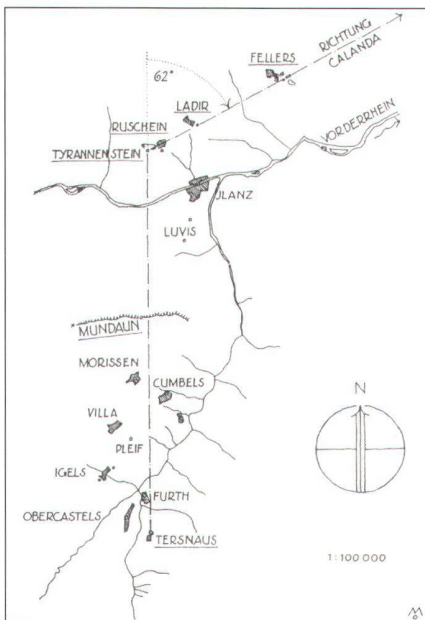 RICHTUNG
CALANDA
FELLERS
62°
LADIR
RUSCHEIN
TYRANNENSTEIN
VORDERRHEIN
JLANZ
LUVIS
MUNDAUN
MORISSEN
CUMBELS
VILLA
PLEIF
IGELS
FURTH
OBERCASTELS
TERSNAUS
N
1:100 000